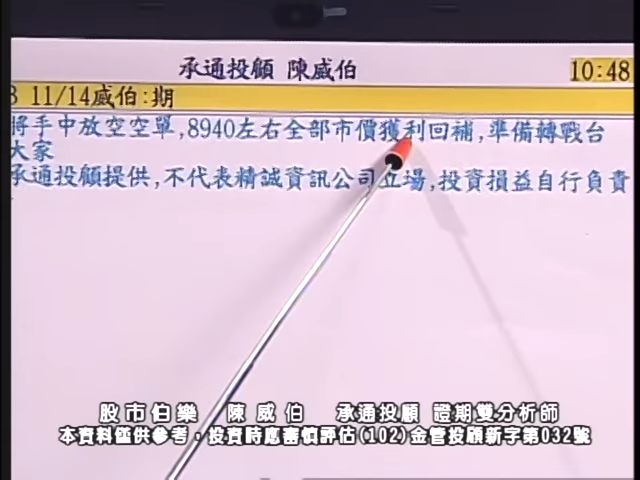 承通投顧 陳威伯
10:48
8 11/14威伯:期
將手中放空空單,8940左右全部市價獲利回補,準備轉戰台
大家
承通投顧提供,不代表精誠資訊公司立場,投資損益自行負責
股市伯樂 陳威伯 承通投顧 證期雙分析師
本資料僅供參考,投資時應審慎評估(102)金管投顧新字第032號